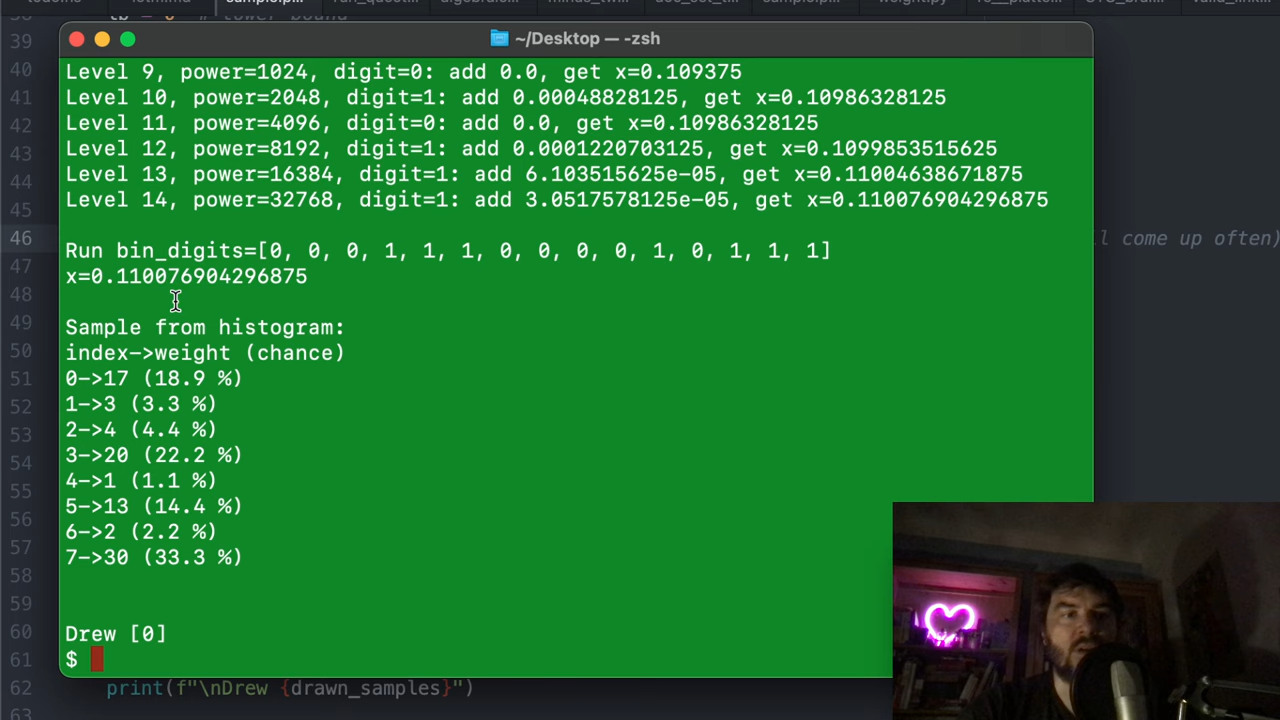 ~/Desktop — -zsh
Level 9, power=1024, digit=0: add 0.0, get x=0.109375
Level 10, power=2048, digit=1: add 0.00048828125, get x=0.10986328125
Level 11, power=4096, digit=0: add 0.0, get x=0.10986328125
Level 12, power=8192, digit=1: add 0.0001220703125, get x=0.1099853515625
Level 13, power=16384, digit=1: add 6.103515625e-05, get x=0.11004638671875
Level 14, power=32768, digit=1: add 3.0517578125e-05, get x=0.110076904296875
Run bin_digits=[0, 0, 0, 1, 1, 1, 0, 0, 0, 0, 1, 0, 1, 1, 1]
x=0.110076904296875
Sample from histogram:
index->weight (chance)
0->17 (18.9 %)
1->3 (3.3 %)
2->4 (4.4 %)
3->20 (22.2 %)
4->1 (1.1 %)
5->13 (14.4 %)
6->2 (2.2 %)
7->30 (33.3 %)
Drew [0]
$
39
40
41
42
43
44
45
46 l come up often)
47
48
49
50
51
52
53
54
55
56
57
58
59
60
61
62 print(f"\nDrew {drawn_samples}")